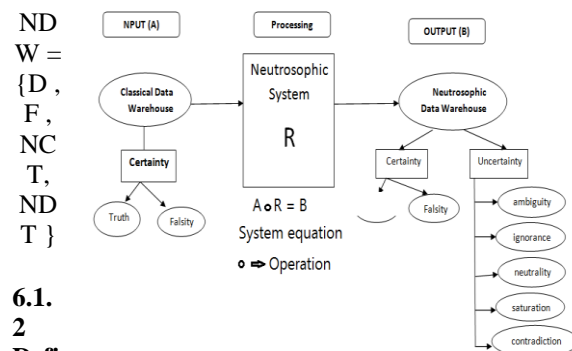 ND
W =
{D ,
F ,
NC
T,
ND
T }
6.1.
2
NPUT (A)
Processing
OUTPUT (B)
Classical Data
Warehouse
Neutrosophic
System
R
Neutrosophic
Data Warehouse
Certainty
Truth
Falsity
A o R = B
System equation
o ⇒ Operation
Certainty
Uncertainty
Falsity
ambiguity
ignorance
neutrality
saturation
contradiction